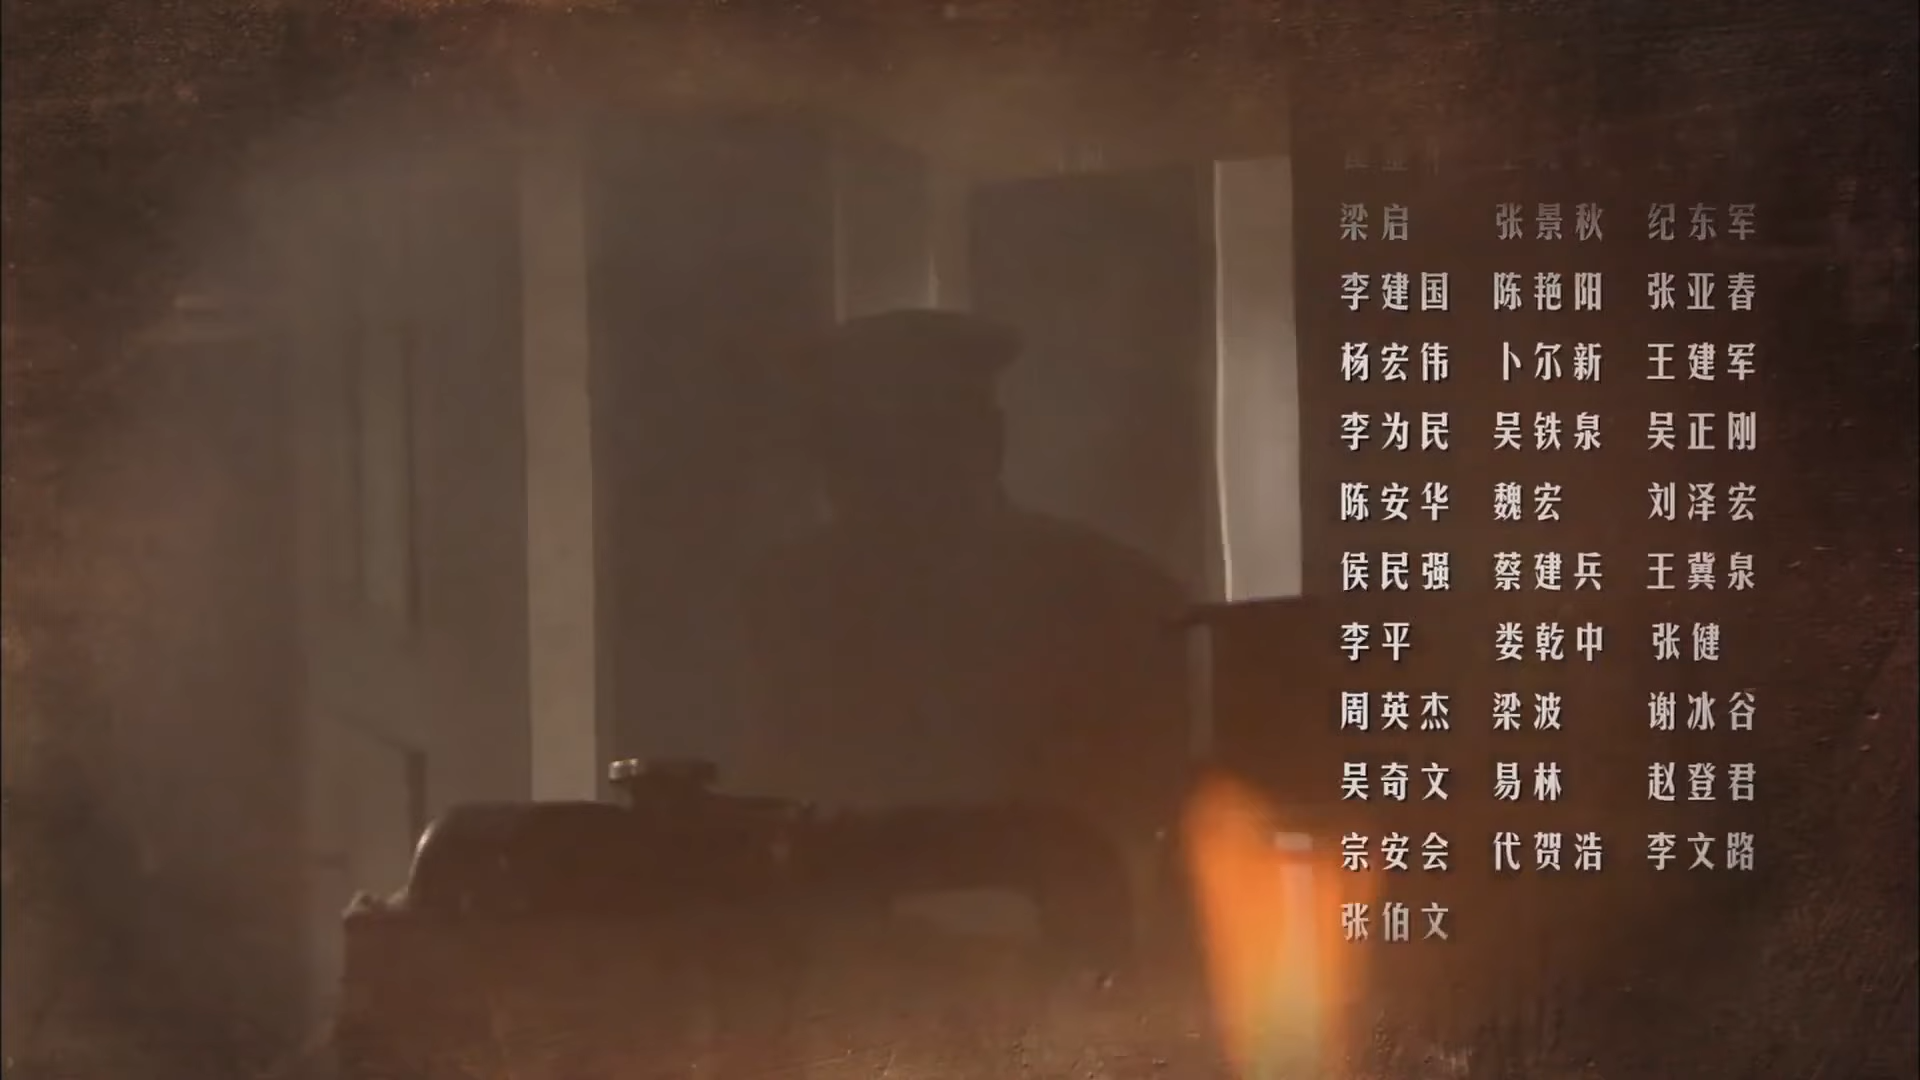 梁启 张景秋 纪东军
李建国 陈艳阳 张亚春
杨宏伟 卜尔新 王建军
李为民 吴铁泉 吴正刚
陈安华 魏宏 刘泽宏
侯民强 蔡建兵 王冀泉
李平 娄乾中 张健
周英杰 梁波 谢冰谷
吴奇文 易林 赵登君
宗安会 代贺浩 李文路
张伯文